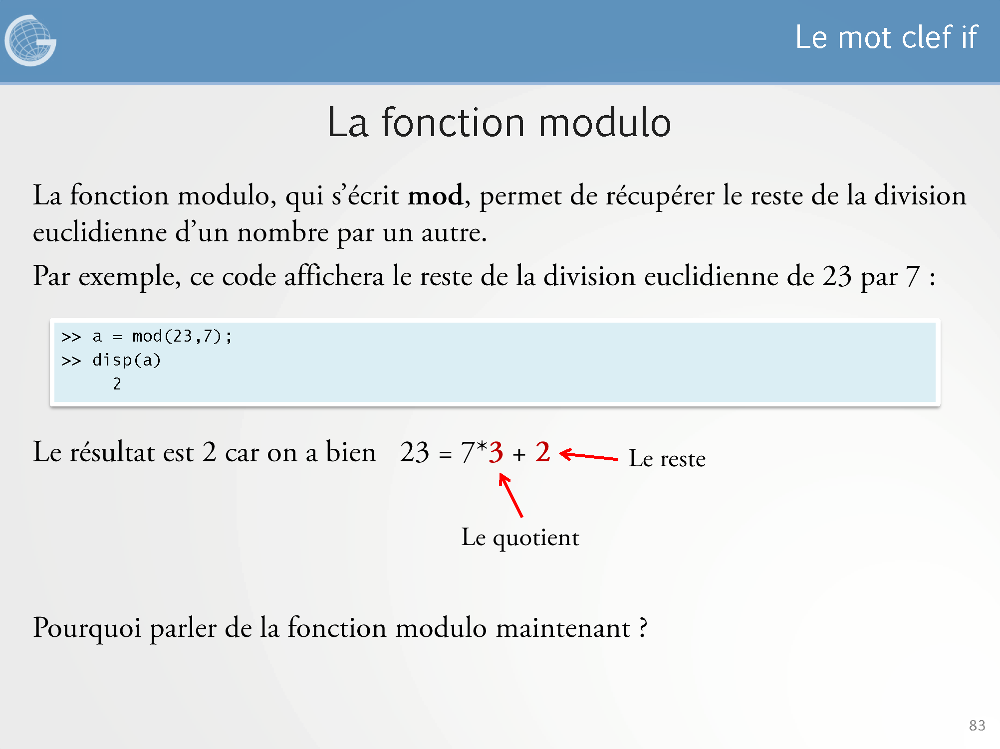 Le mot clef if
La fonction modulo
La fonction modulo, qui s’écrit mod, permet de récupérer le reste de la division
euclidienne d’un nombre par un autre.
Par exemple, ce code affichera le reste de la division euclidienne de 23 par 7 :
>> a = mod(23,7);
>> disp(a)
2
Le résultat est 2 car on a bien 23 = 7*3 + 2
Le reste
Le quotient
Pourquoi parler de la fonction modulo maintenant ?
83